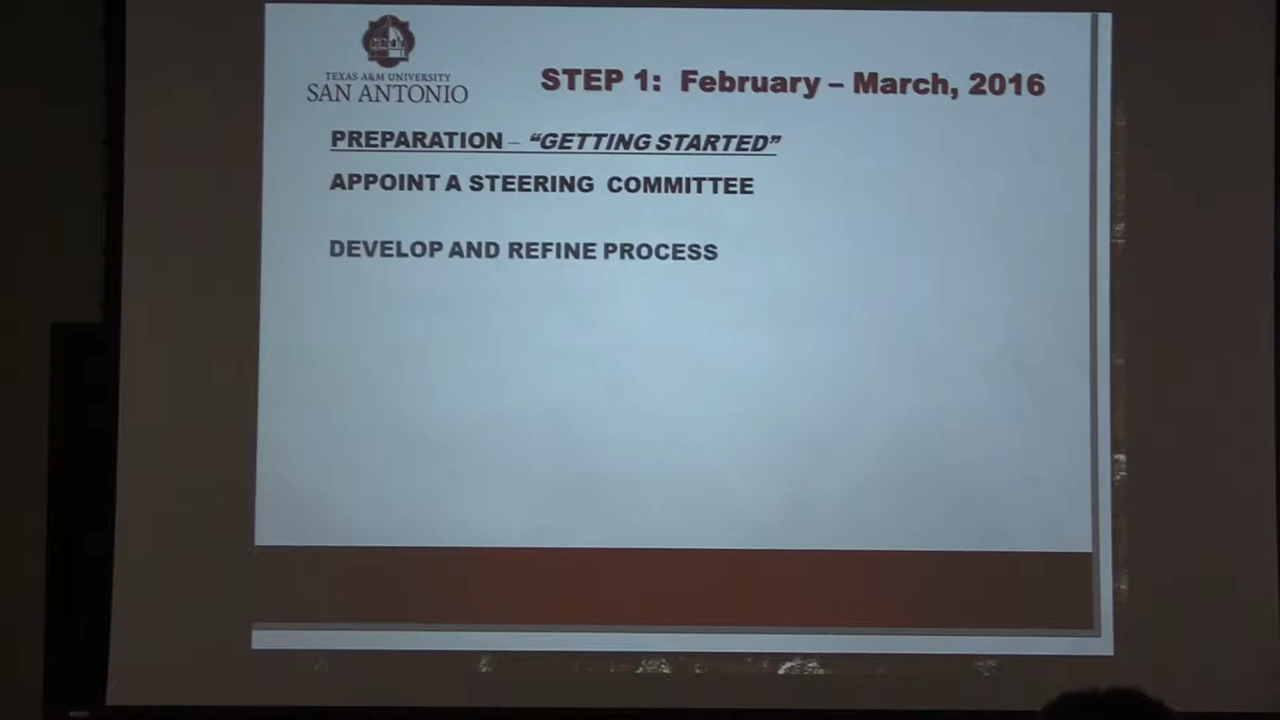 TEXAS A&M UNIVERSITY
SAN ANTONIO
STEP 1: February – March, 2016
PREPARATION – “GETTING STARTED”
APPOINT A STEERING COMMITTEE
DEVELOP AND REFINE PROCESS